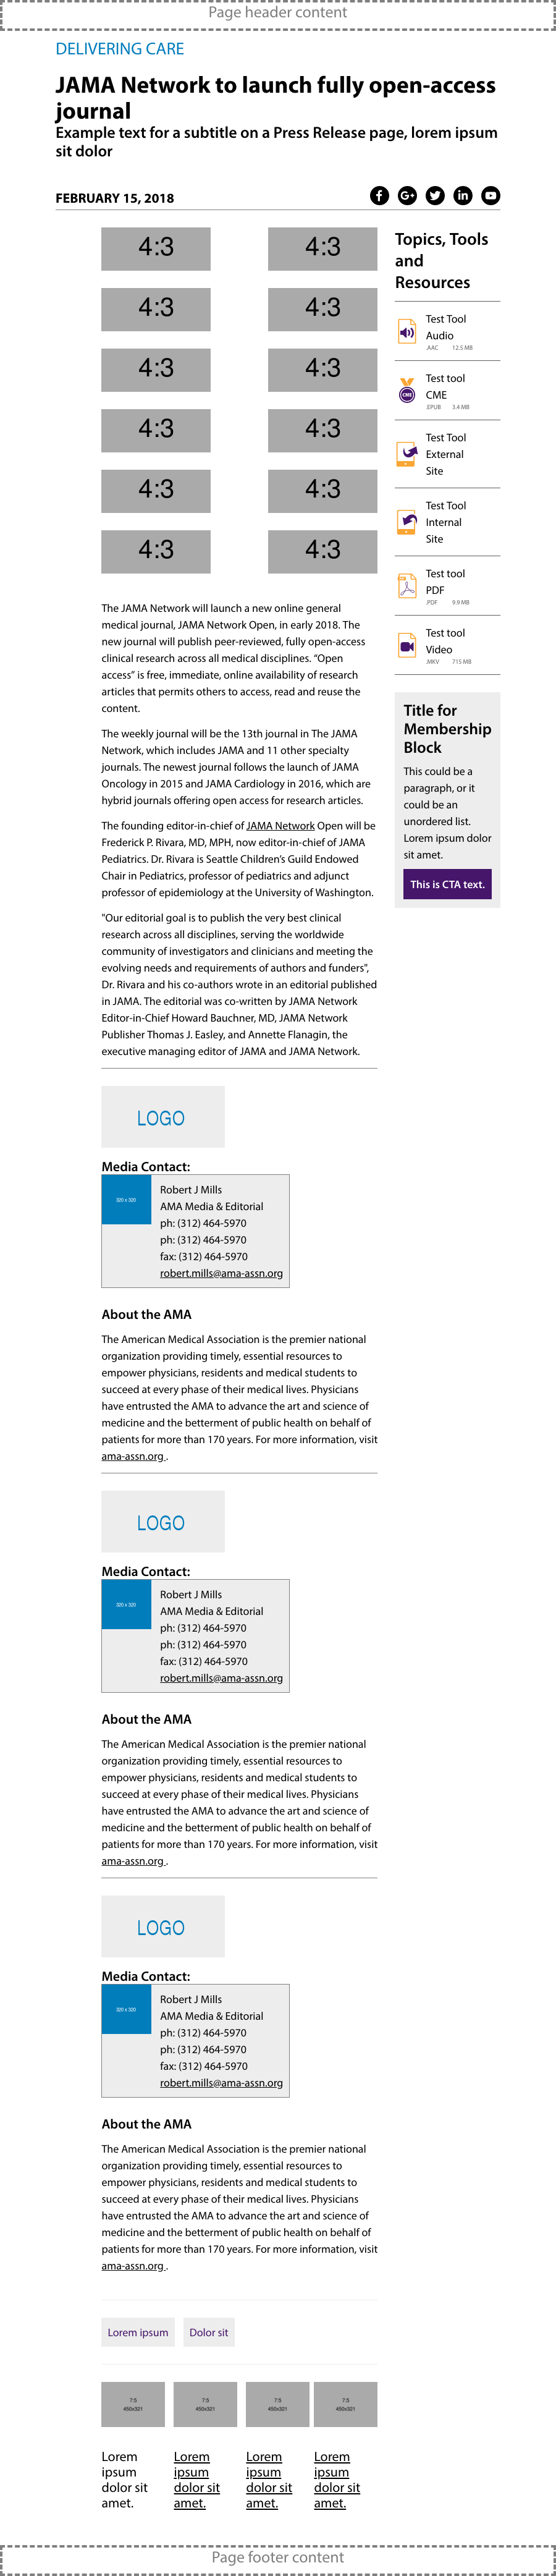 Page header content
DELIVERING CARE
JAMA Network to launch fully open-access
journal
Example text for a subtitle on a Press Release page, lorem ipsum
sit dolor
FEBRUARY 15, 2018
4:3 4:3
4:3 4:3
4:3 4:3
4:3 4:3
4:3 4:3
4:3 4:3
The JAMA Network will launch a new online general
medical journal, JAMA Network Open, in early 2018. The
new journal will publish peer-reviewed, fully open-access
clinical research across all medical disciplines. “Open
access” is free, immediate, online availability of research
articles that permits others to access, read and reuse the
content.
The weekly journal will be the 13th journal in The JAMA
Network, which includes JAMA and 11 other specialty
journals. The newest journal follows the launch of JAMA
Oncology in 2015 and JAMA Cardiology in 2016, which are
hybrid journals offering open access for research articles.
The founding editor-in-chief of JAMA Network Open will be
Frederick P. Rivara, MD, MPH, now editor-in-chief of JAMA
Pediatrics. Dr. Rivara is Seattle Children’s Guild Endowed
Chair in Pediatrics, professor of pediatrics and adjunct
professor of epidemiology at the University of Washington.
"Our editorial goal is to publish the very best clinical
research across all disciplines, serving the worldwide
community of investigators and clinicians and meeting the
evolving needs and requirements of authors and funders",
Dr. Rivara and his co-authors wrote in an editorial published
in JAMA. The editorial was co-written by JAMA Network
Editor-in-Chief Howard Bauchner, MD, JAMA Network
Publisher Thomas J. Easley, and Annette Flanagin, the
executive managing editor of JAMA and JAMA Network.
LOGO
Media Contact:
320 x 320
Robert J Mills
AMA Media & Editorial
ph: (312) 464-5970
ph: (312) 464-5970
fax: (312) 464-5970
robert.mills@ama-assn.org
About the AMA
The American Medical Association is the premier national
organization providing timely, essential resources to
empower physicians, residents and medical students to
succeed at every phase of their medical lives. Physicians
have entrusted the AMA to advance the art and science of
medicine and the betterment of public health on behalf of
patients for more than 170 years. For more information, visit
ama-assn.org .
LOGO
Media Contact:
320 x 320
Robert J Mills
AMA Media & Editorial
ph: (312) 464-5970
ph: (312) 464-5970
fax: (312) 464-5970
robert.mills@ama-assn.org
About the AMA
The American Medical Association is the premier national
organization providing timely, essential resources to
empower physicians, residents and medical students to
succeed at every phase of their medical lives. Physicians
have entrusted the AMA to advance the art and science of
medicine and the betterment of public health on behalf of
patients for more than 170 years. For more information, visit
ama-assn.org .
LOGO
Media Contact:
320 x 320
Robert J Mills
AMA Media & Editorial
ph: (312) 464-5970
ph: (312) 464-5970
fax: (312) 464-5970
robert.mills@ama-assn.org
About the AMA
The American Medical Association is the premier national
organization providing timely, essential resources to
empower physicians, residents and medical students to
succeed at every phase of their medical lives. Physicians
have entrusted the AMA to advance the art and science of
medicine and the betterment of public health on behalf of
patients for more than 170 years. For more information, visit
ama-assn.org .
Lorem ipsum Dolor sit
7:5 7:5 7:5 7:5
450x321 450x321 450x321 450x321
Lorem Lorem Lorem Lorem
ipsum ipsum ipsum ipsum
dolor sit dolor sit dolor sit dolor sit
amet. amet. amet. amet.
Topics, Tools
and
Resources
Test Tool
Audio
.AAC 12.5 MB
Test tool
CME
CME
.EPUB 3.4 MB
Test Tool
External
Site
Test Tool
Internal
Site
Test tool
PDF
.PDF 9.9 MB
Test tool
Video
.MKV 715 MB
Title for
Membership
Block
This could be a
paragraph, or it
could be an
unordered list.
Lorem ipsum dolor
sit amet.
This is CTA text.
Page footer content